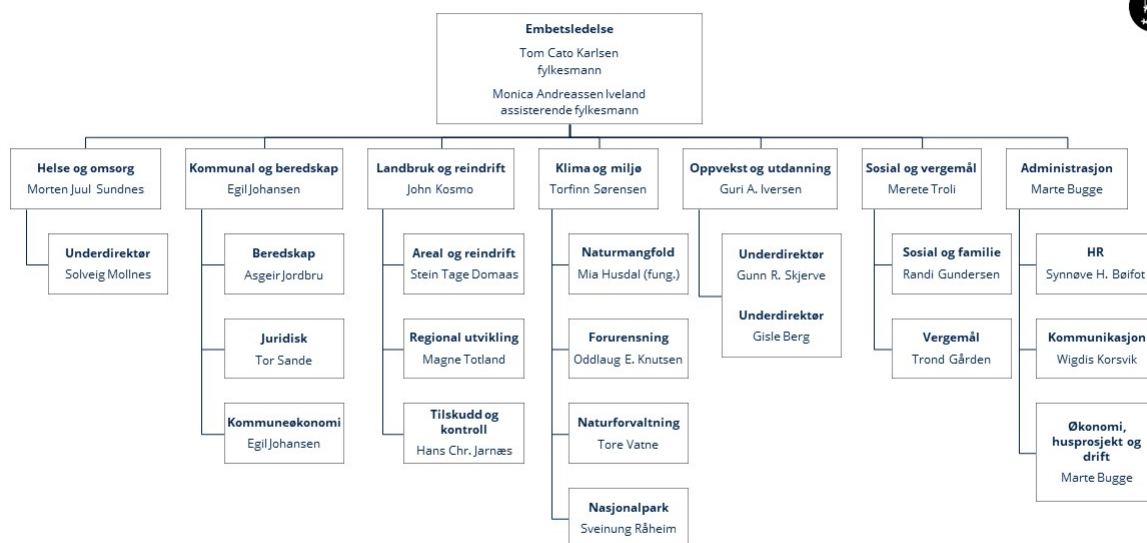 Embetsledelse
Tom Cato Karlsen
fylkesmann
Monica Andreassen Iveland
assisterende fylkesmann
Helse og omsorg
Morten Juul Sundnes
Underdirektør
Solveig Mollnes
Kommunal og beredskap
Egil Johansen
Beredskap
Asgeir Jordbru
Juridisk
Tor Sande
Kommuneøkonomi
Egil Johansen
Landbruk og reindrift
John Kosmo
Areal og reindrift
Stein Tage Domaas
Regional utvikling
Magne Totland
Tilskudd og
kontroll
Hans Chr. Jarnæs
Klima og miljø
Torfinn Sørensen
Naturmangfold
Mia Husdal (fung.)
Forurensning
Oddlaug E. Knutsen
Naturforvaltning
Tore Vatne
Nasjonalpark
Sveinung Råheim
Oppvekst og utdanning
Guri A. Iversen
Underdirektør
Gunn R. Skjerve
Underdirektør
Gisle Berg
Sosial og vergemål
Merete Troli
Sosial og familie
Randi Gundersen
Vergemål
Trond Gården
Administrasjon
Marte Bugge
HR
Synnøve H. Bøifot
Kommunikasjon
Wigdis Korsvik
Økonomi,
husprosjekt og
drift
Marte Bugge